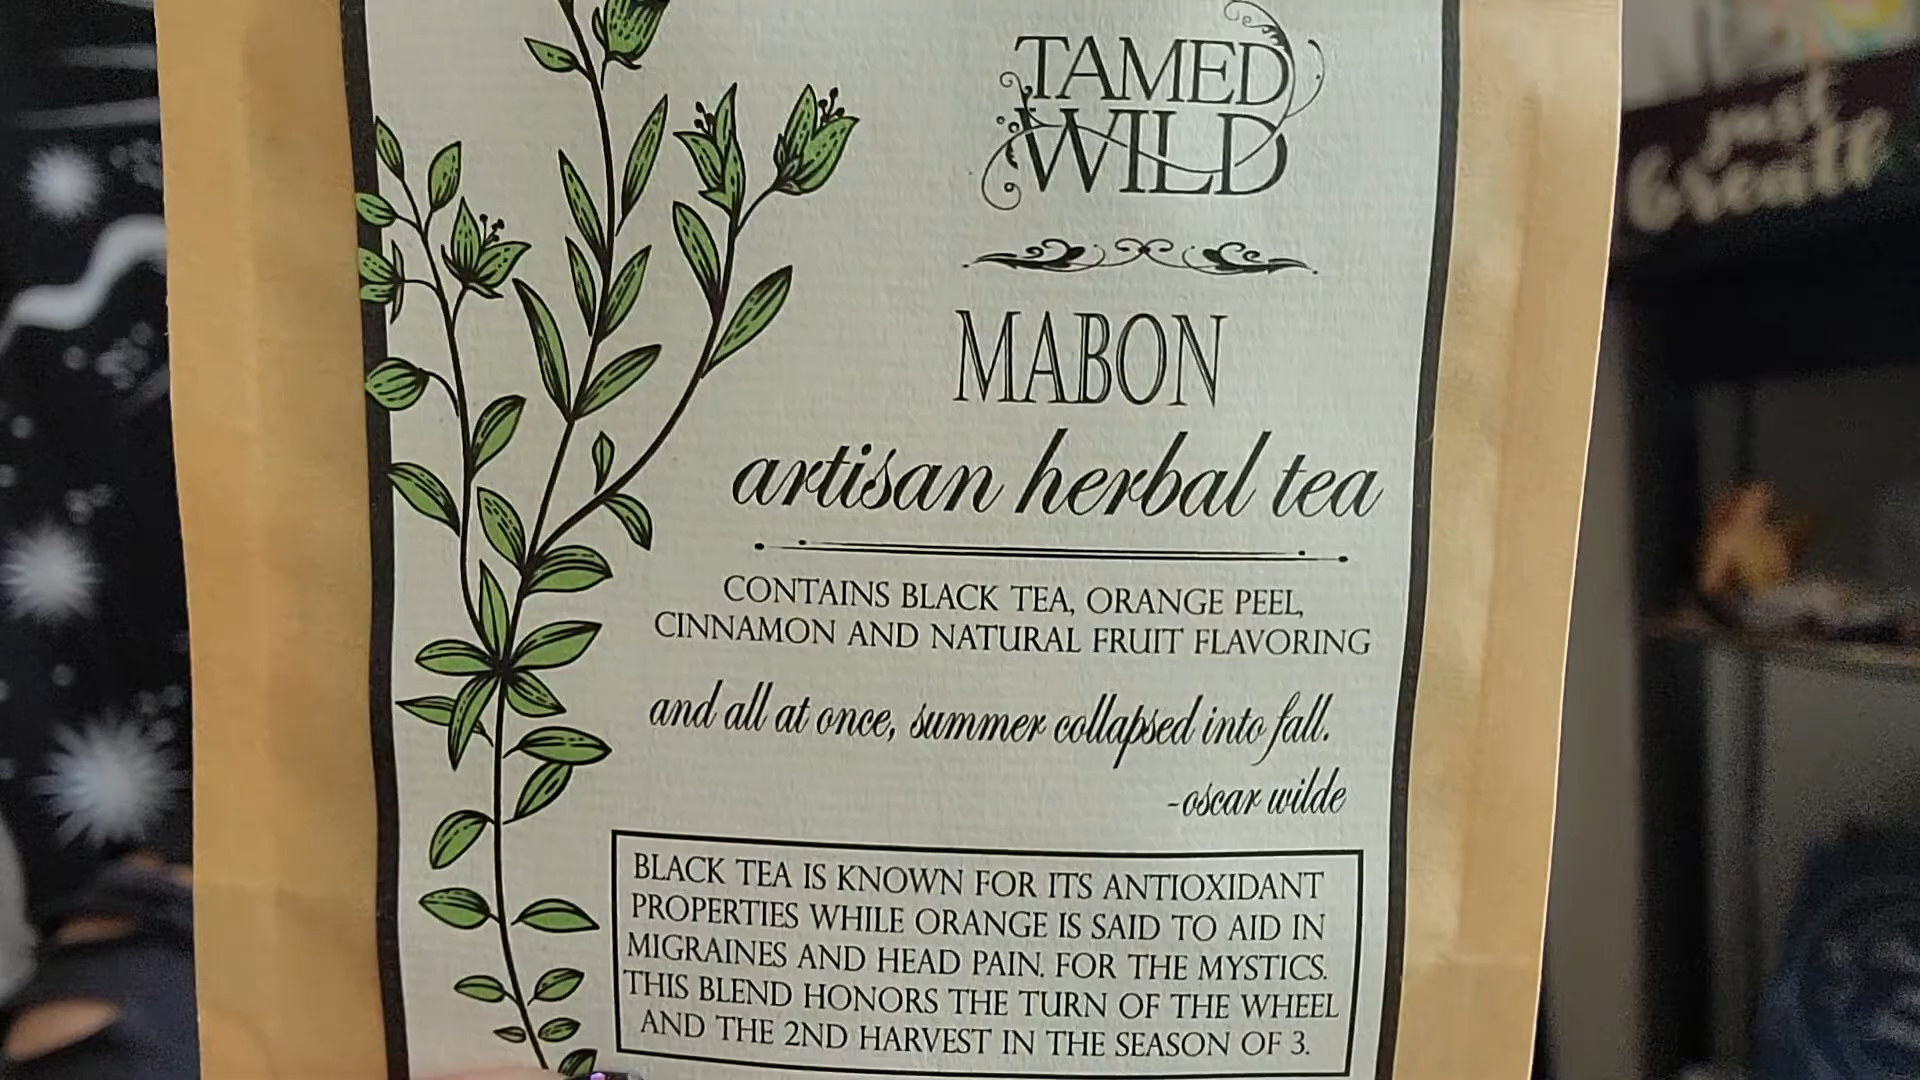 TAMED
WILD
just
Breathe
MABON
artisan herbal tea
CONTAINS BLACK TEA, ORANGE PEEL,
CINNAMON AND NATURAL FRUIT FLAVORING
and all at once, summer collapsed into fall.
-oscar wilde
BLACK TEA IS KNOWN FOR ITS ANTIOXIDANT
PROPERTIES WHILE ORANGE IS SAID TO AID IN
MIGRAINES AND HEAD PAIN. FOR THE MYSTICS.
THIS BLEND HONORS THE TURN OF THE WHEEL
AND THE 2ND HARVEST IN THE SEASON OF 3.